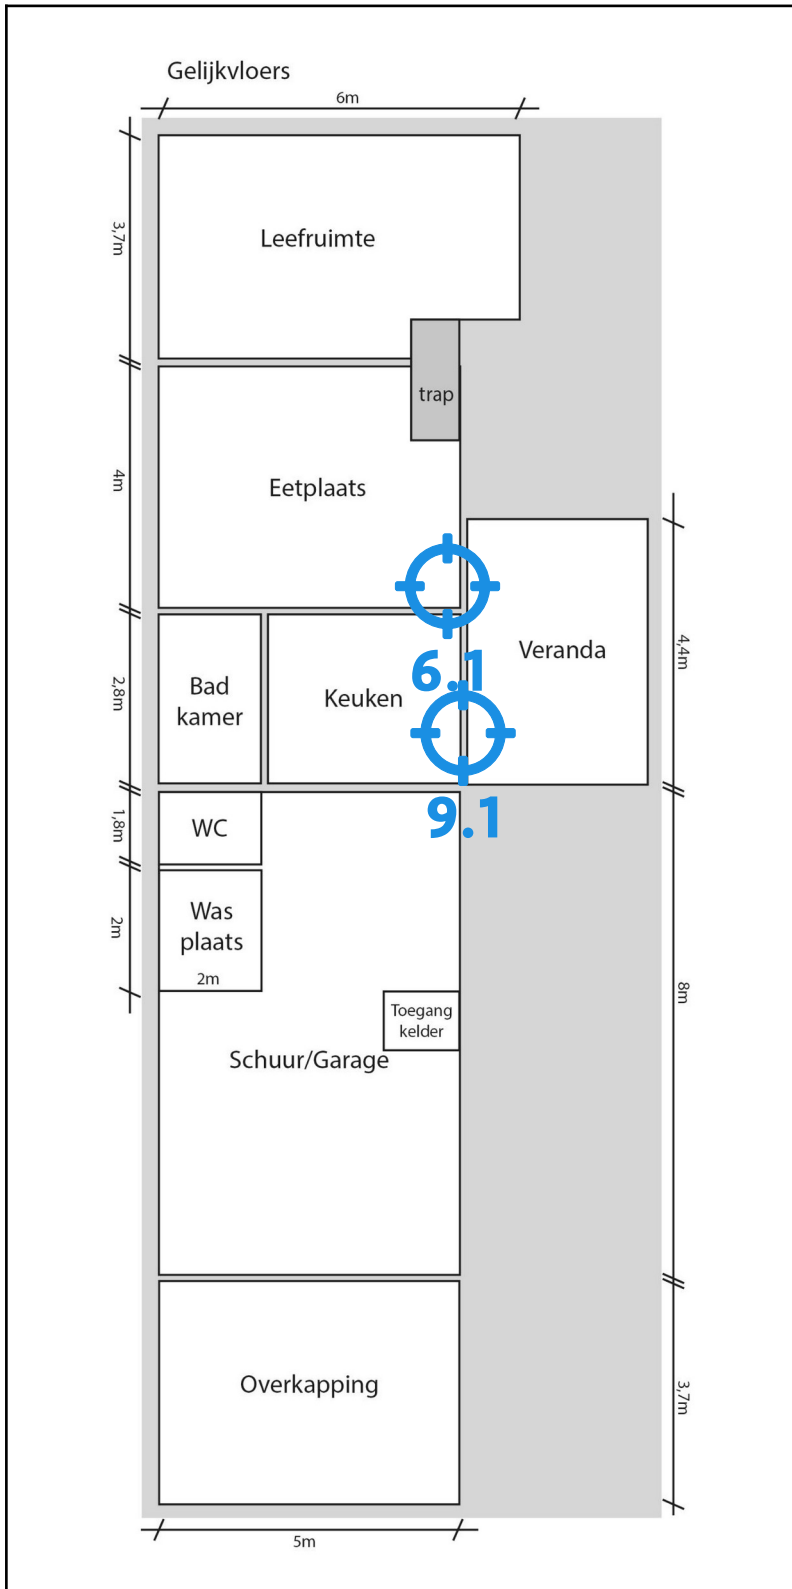 Gelijkvloers
6m
3,7m
Leefruimte
trap
4m
Eetplaats
6.1
Veranda
4,4m
2,8m
Bad
kamer
Keuken
9.1
1,8m
WC
2m
Was
plaats
2m
Toegang
kelder
8m
Schuur/Garage
Overkapping
3,7m
5m